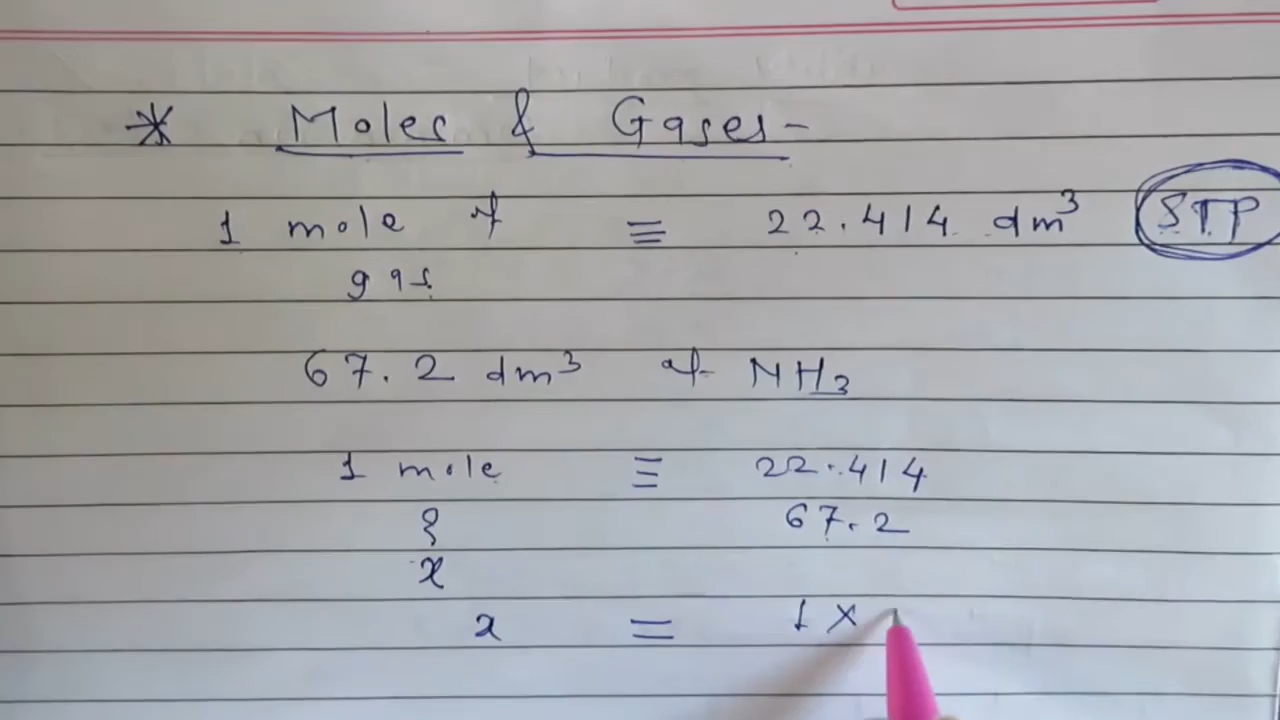 * Moles & Gases-
1 mole of ≡ 22.414 dm³ STP
gas
67.2 dm³ of NH₃
1 mole ≡ 22.414
? 67.2
x
x = 1 ×